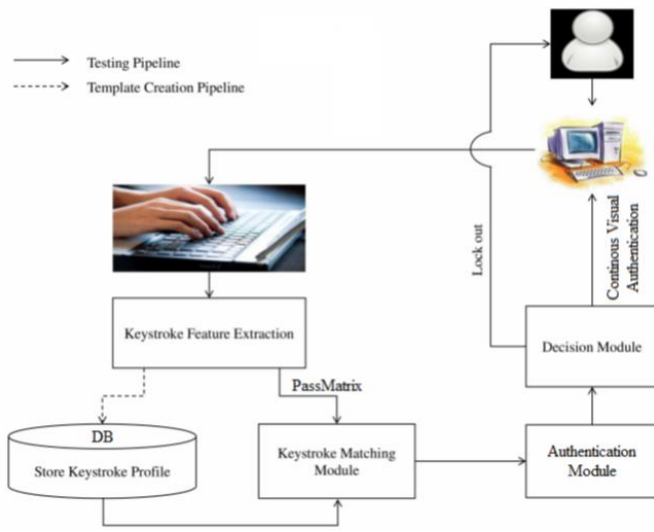 Testing Pipeline
Template Creation Pipeline
Lock out
Continous Visual
Authentication
Keystroke Feature Extraction
Decision Module
PassMatrix
DB
Store Keystroke Profile
Keystroke Matching
Module
Authentication
Module